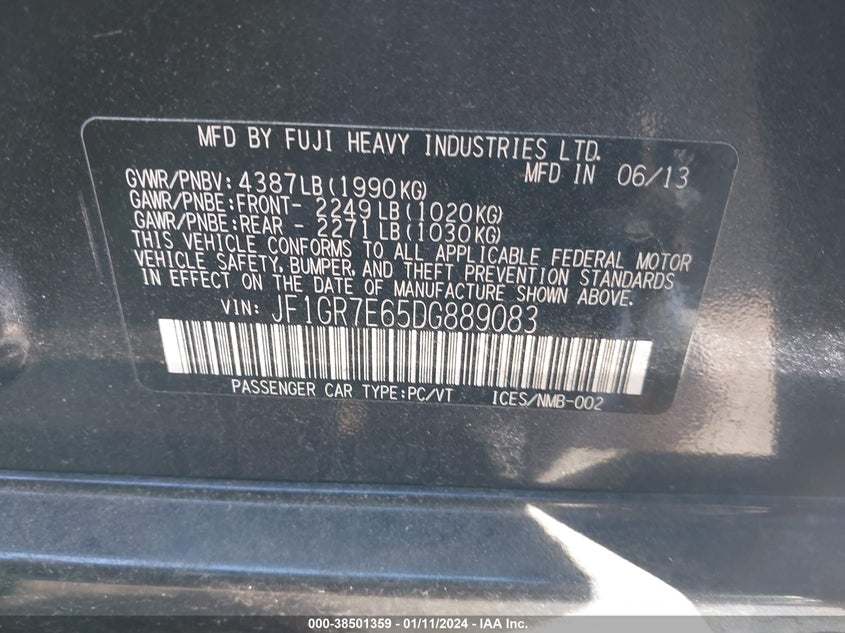 MFD BY FUJI HEAVY INDUSTRIES LTD.
MFD IN 06/13
GVWR/PNBV: 4387LB(1990KG)
GAWR/PNBE:FRONT- 2249LB(1020KG)
GAWR/PNBE:REAR - 2271LB(1030KG)
THIS VEHICLE CONFORMS TO ALL APPLICABLE FEDERAL MOTOR
VEHICLE SAFETY, BUMPER, AND THEFT PREVENTION STANDARDS
IN EFFECT ON THE DATE OF MANUFACTURE SHOWN ABOVE.
VIN: JF1GR7E65DG889083
PASSENGER CAR TYPE:PC/VT ICES/NMB-002
000-38501359 - 01/11/2024 - IAA Inc.